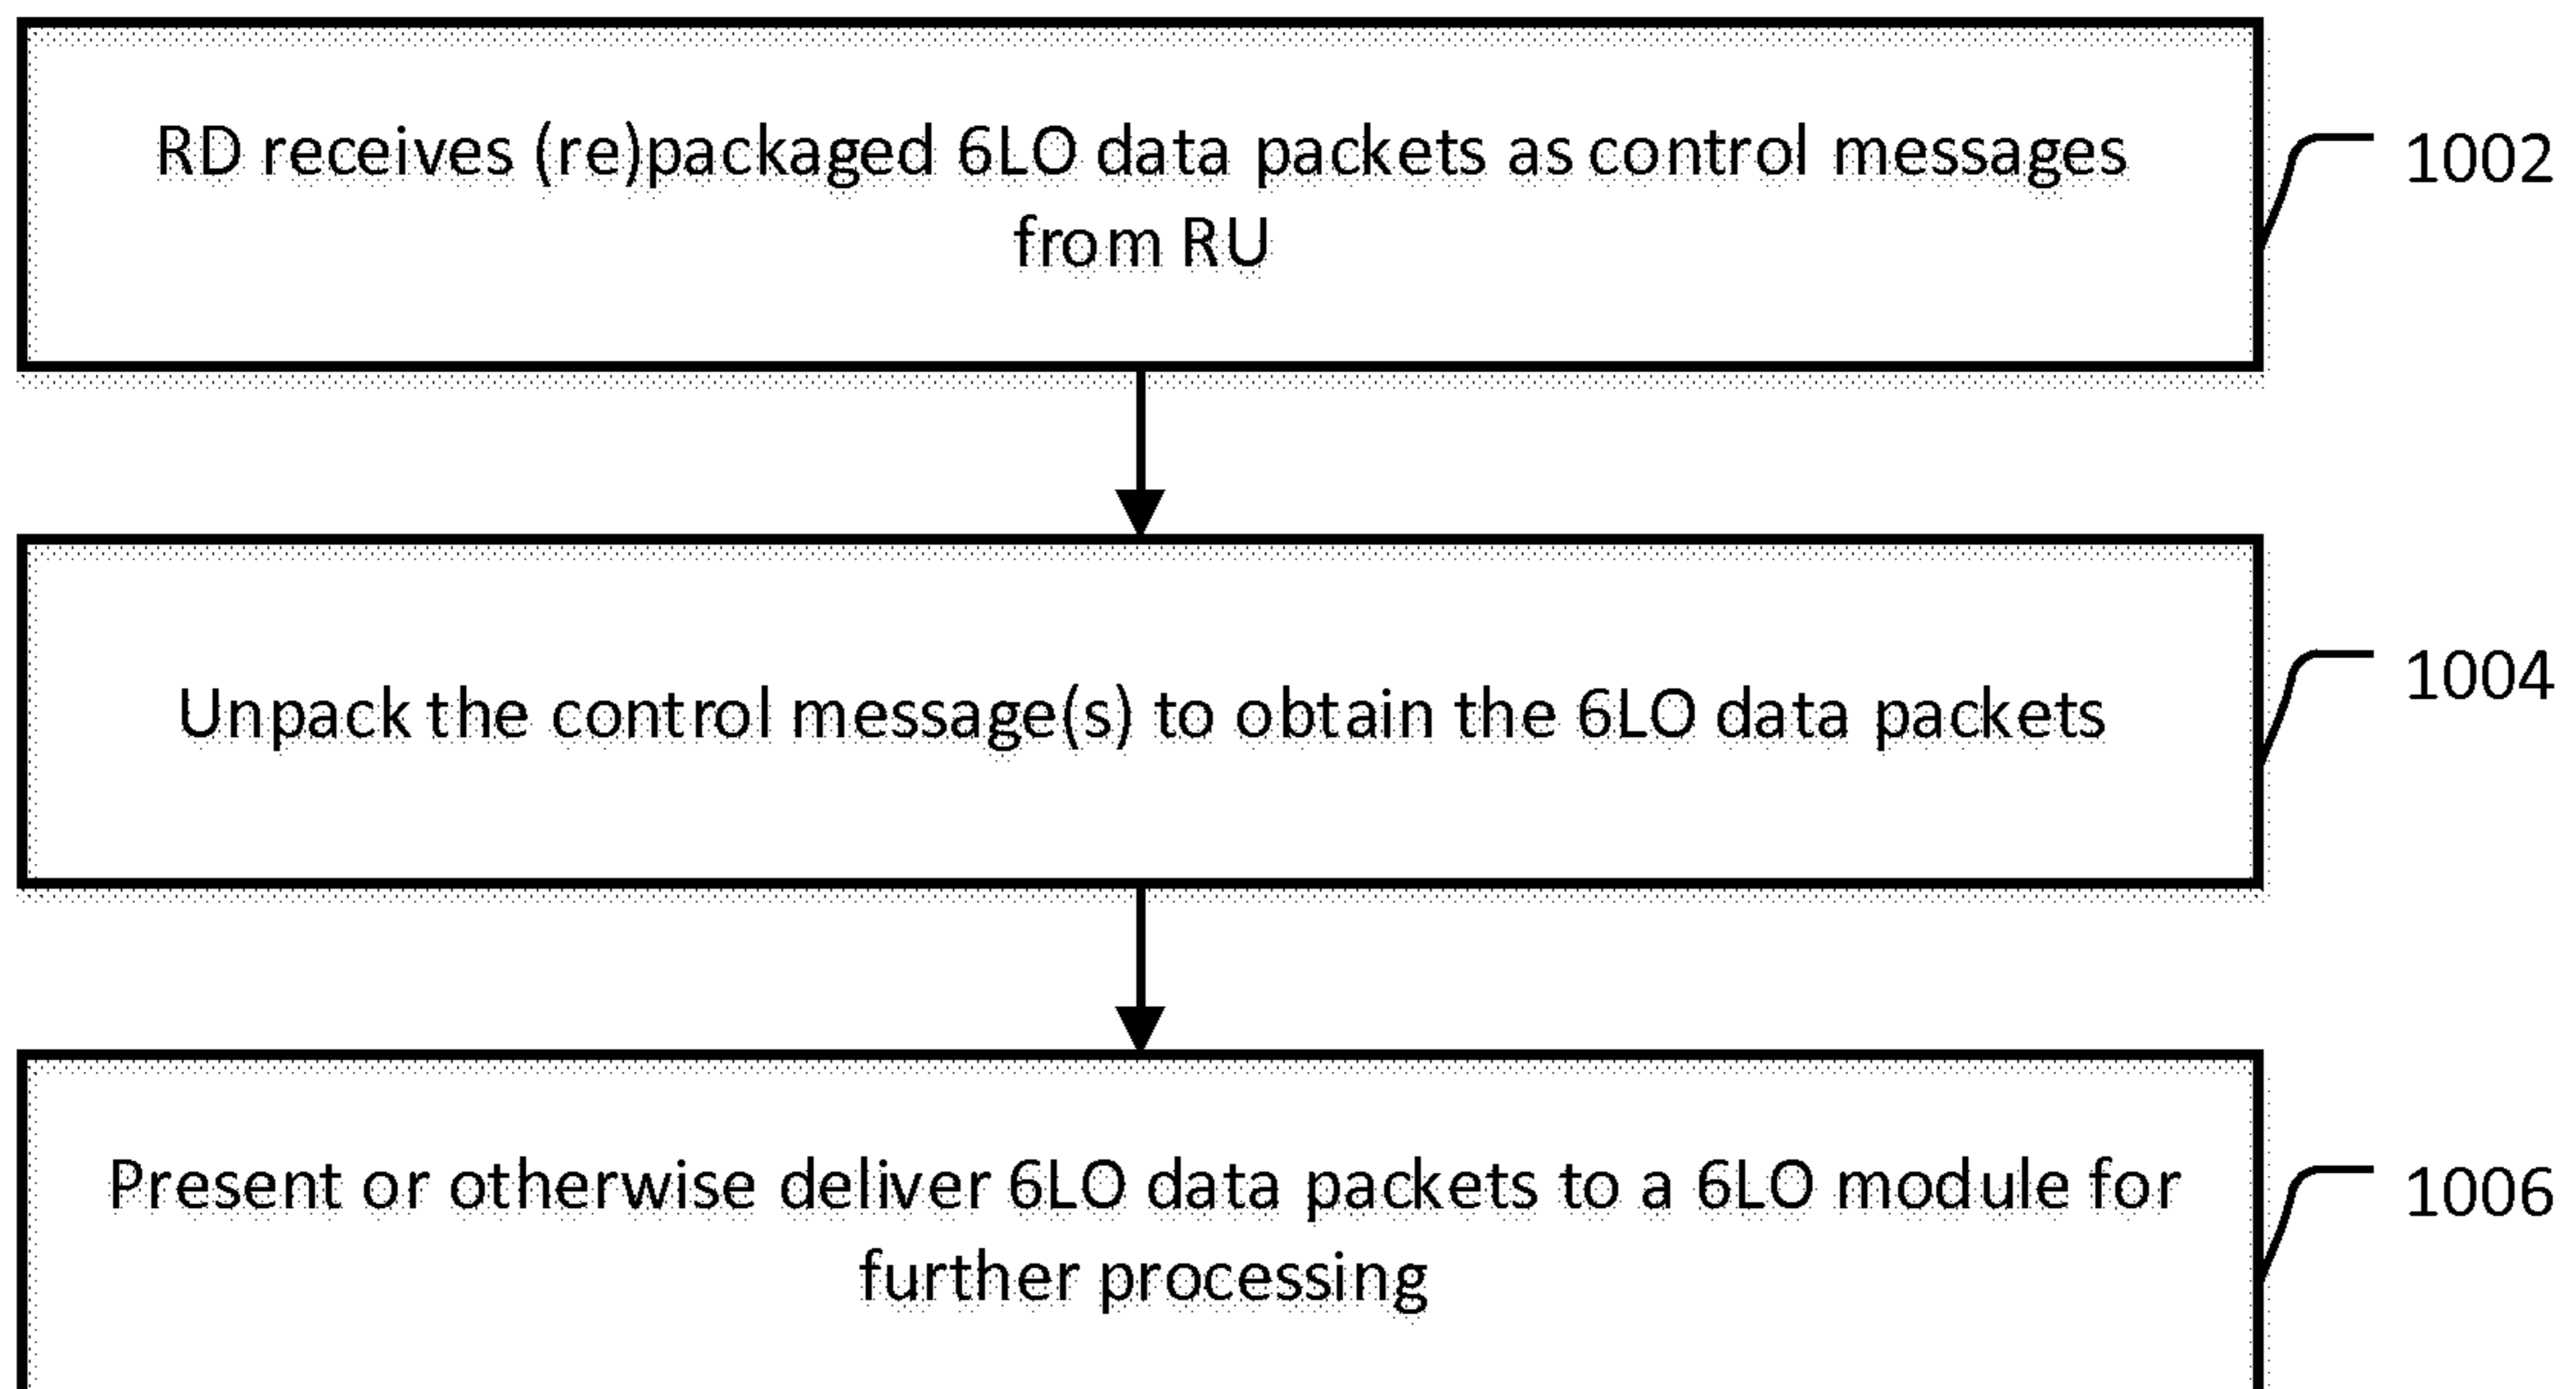 RD receives (re)packaged 6LO data packets as control messages
from RU
1002
Unpack the control message(s) to obtain the 6LO data packets
1004
Present or otherwise deliver 6LO data packets to a 6LO module for
further processing
1006